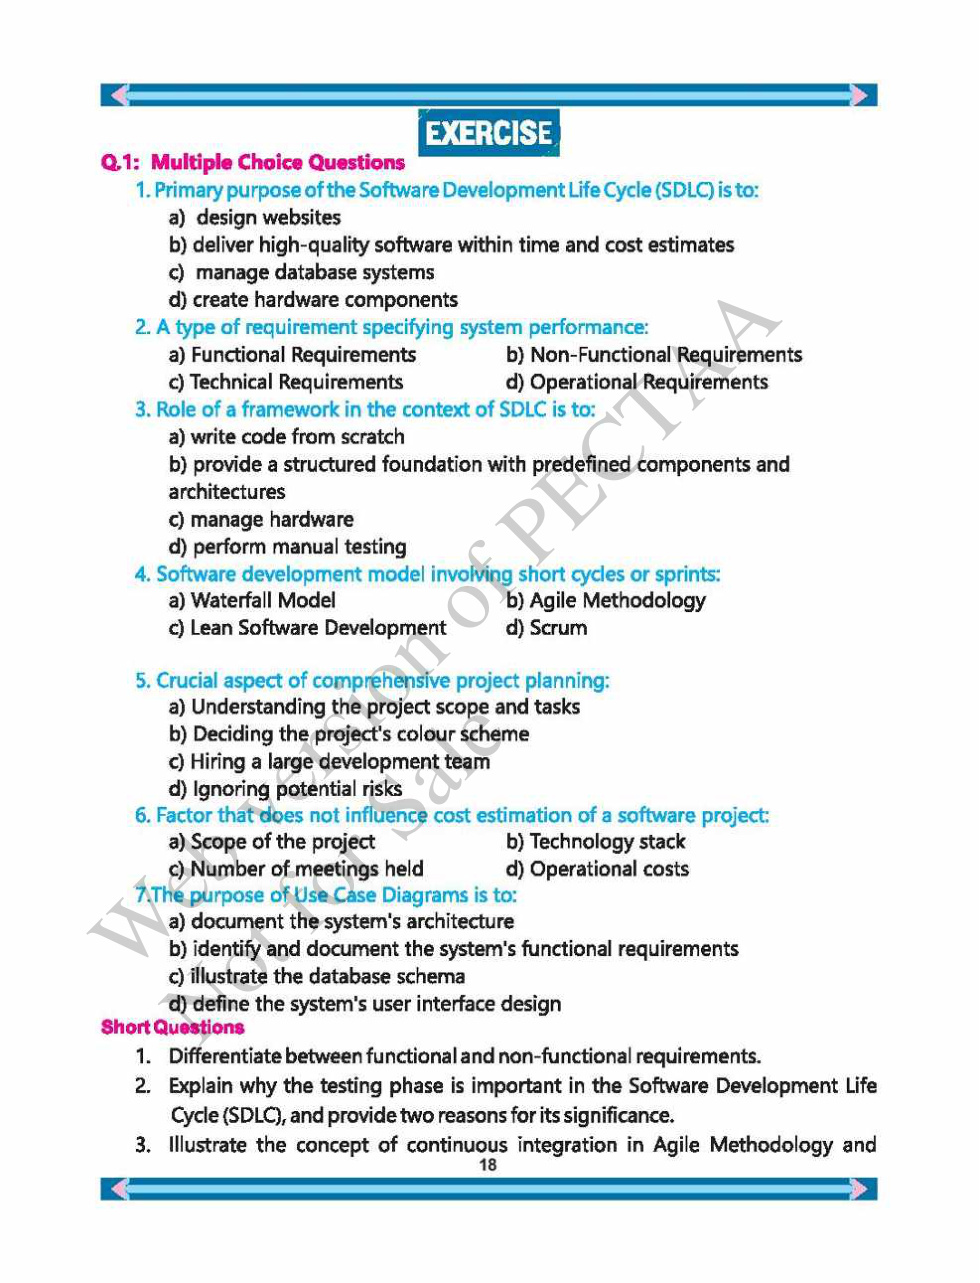 EXERCISE
Q.1: Multiple Choice Questions
1. Primary purpose of the Software Development Life Cycle (SDLC) is to:
a) design websites
b) deliver high-quality software within time and cost estimates
c) manage database systems
d) create hardware components
2. A type of requirement specifying system performance:
a) Functional Requirements b) Non-Functional Requirements
c) Technical Requirements d) Operational Requirements
3. Role of a framework in the context of SDLC is to:
a) write code from scratch
b) provide a structured foundation with predefined components and
architectures
c) manage hardware
d) perform manual testing
4. Software development model involving short cycles or sprints:
a) Waterfall Model b) Agile Methodology
c) Lean Software Development d) Scrum
5. Crucial aspect of comprehensive project planning:
a) Understanding the project scope and tasks
b) Deciding the project's colour scheme
c) Hiring a large development team
d) Ignoring potential risks
6. Factor that does not influence cost estimation of a software project:
a) Scope of the project b) Technology stack
c) Number of meetings held d) Operational costs
7.The purpose of Use Case Diagrams is to:
a) document the system's architecture
b) identify and document the system's functional requirements
c) illustrate the database schema
d) define the system's user interface design
Short Questions
1. Differentiate between functional and non-functional requirements.
2. Explain why the testing phase is important in the Software Development Life
Cycle (SDLC), and provide two reasons for its significance.
3. Illustrate the concept of continuous integration in Agile Methodology and
18
Web version of PECTAA
Not for Sale